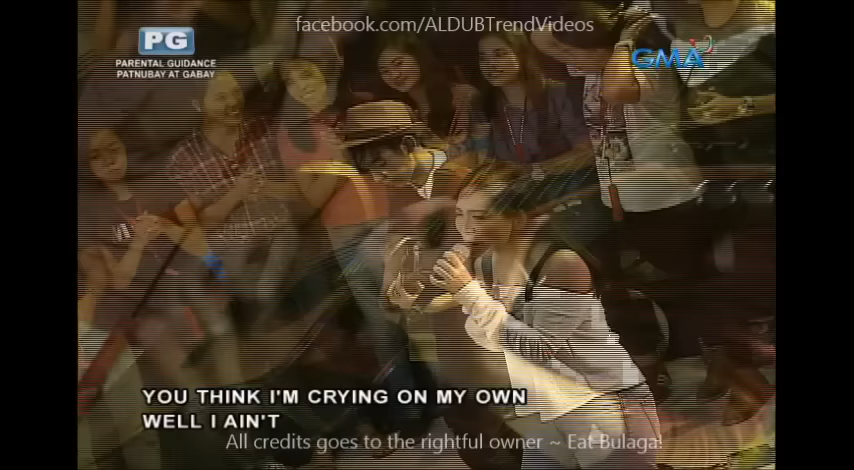 facebook.com/ALDUBTrendVideos
PG
PARENTAL GUIDANCE
PATNUBAY AT GABAY
GMA
YOU THINK I'M CRYING ON MY OWN
WELL I AIN'T
All credits goes to the rightful owner ~ Eat Bulaga!